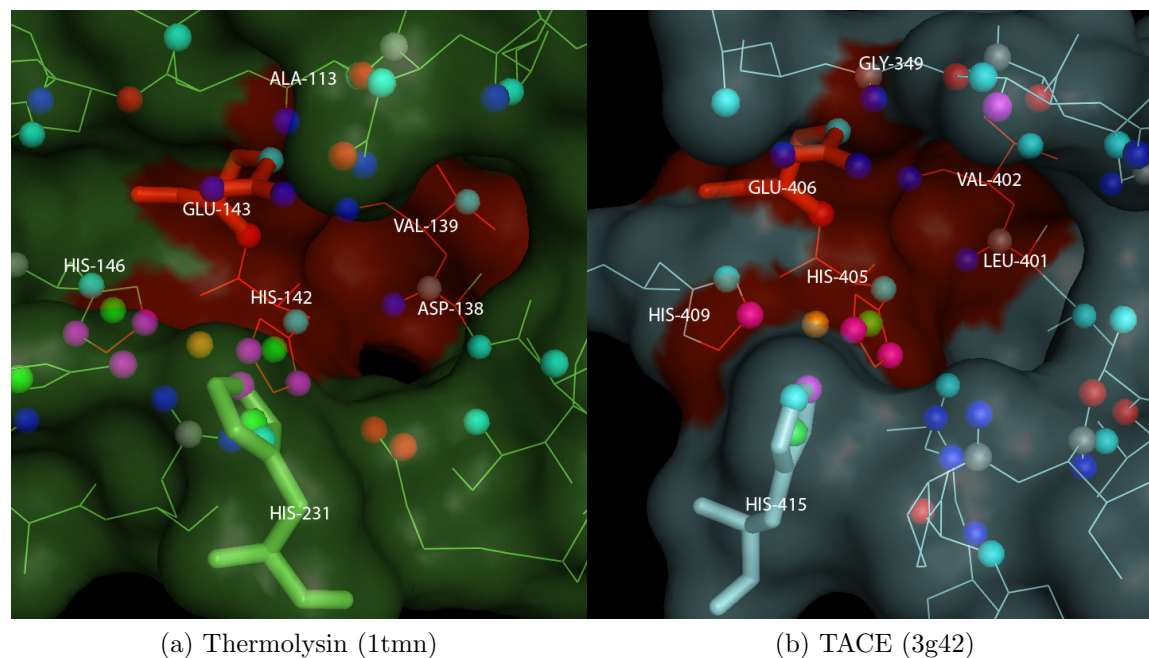 ALA-113
GLU-143
VAL-139
HIS-146
HIS-142
ASP-138
HIS-231
GLY-349
GLU-406
VAL-402
HIS-405
LEU-401
HIS-409
HIS-415
(a) Thermolysin (1tmn)
(b) TACE (3g42)